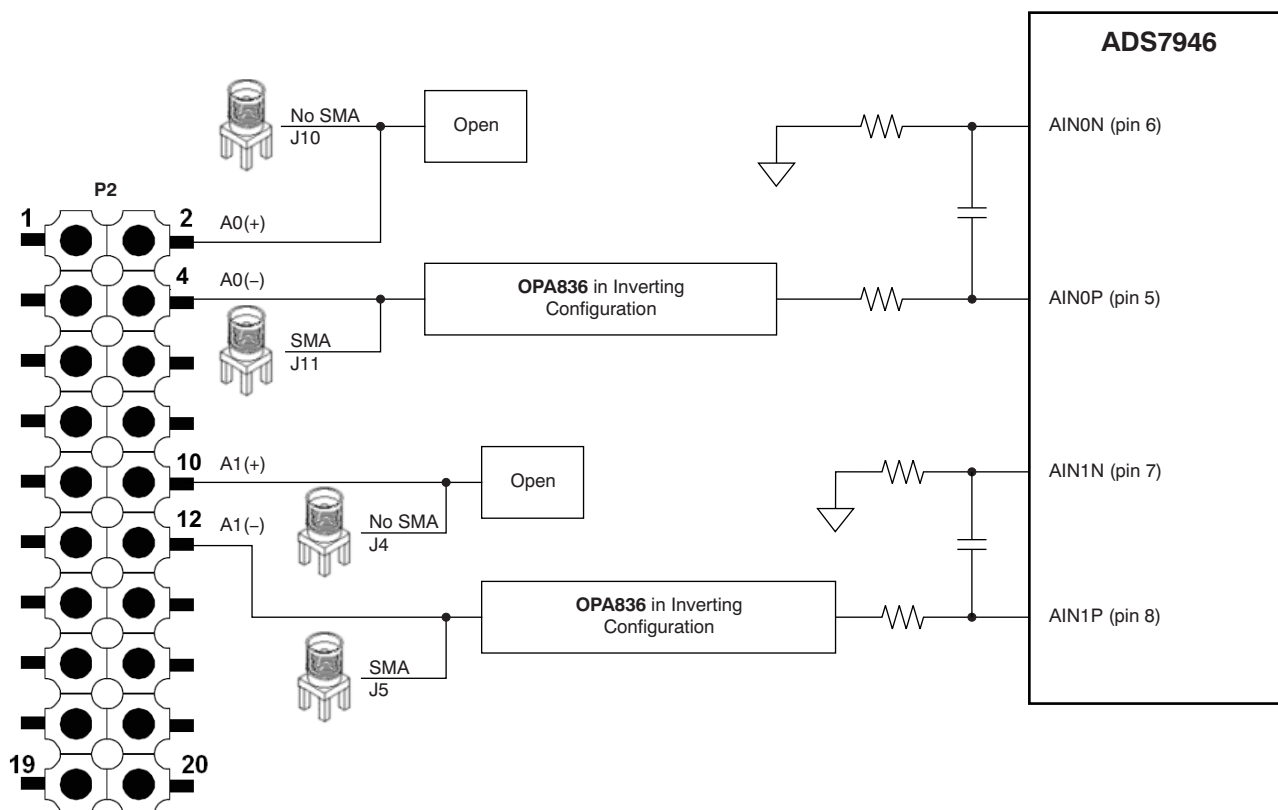 ADS7946
No SMA
J10
Open
AIN0N (pin 6)
P2
1
2
A0(+)
4
A0(−)
OPA836 in Inverting
Configuration
AIN0P (pin 5)
SMA
J11
10
A1(+)
Open
AIN1N (pin 7)
12
A1(−)
No SMA
J4
OPA836 in Inverting
Configuration
AIN1P (pin 8)
SMA
J5
19
20